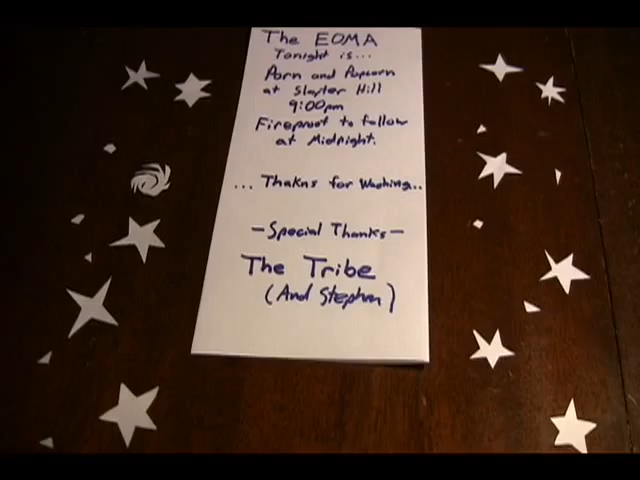 The EOMA
Tonight is...
Porn and Popcorn
at Slayter Hill
9:00pm
Fireproof to follow
at Midnight.
... Thakns for Waching...
-Special Thanks-
The Tribe
(And Stephen)